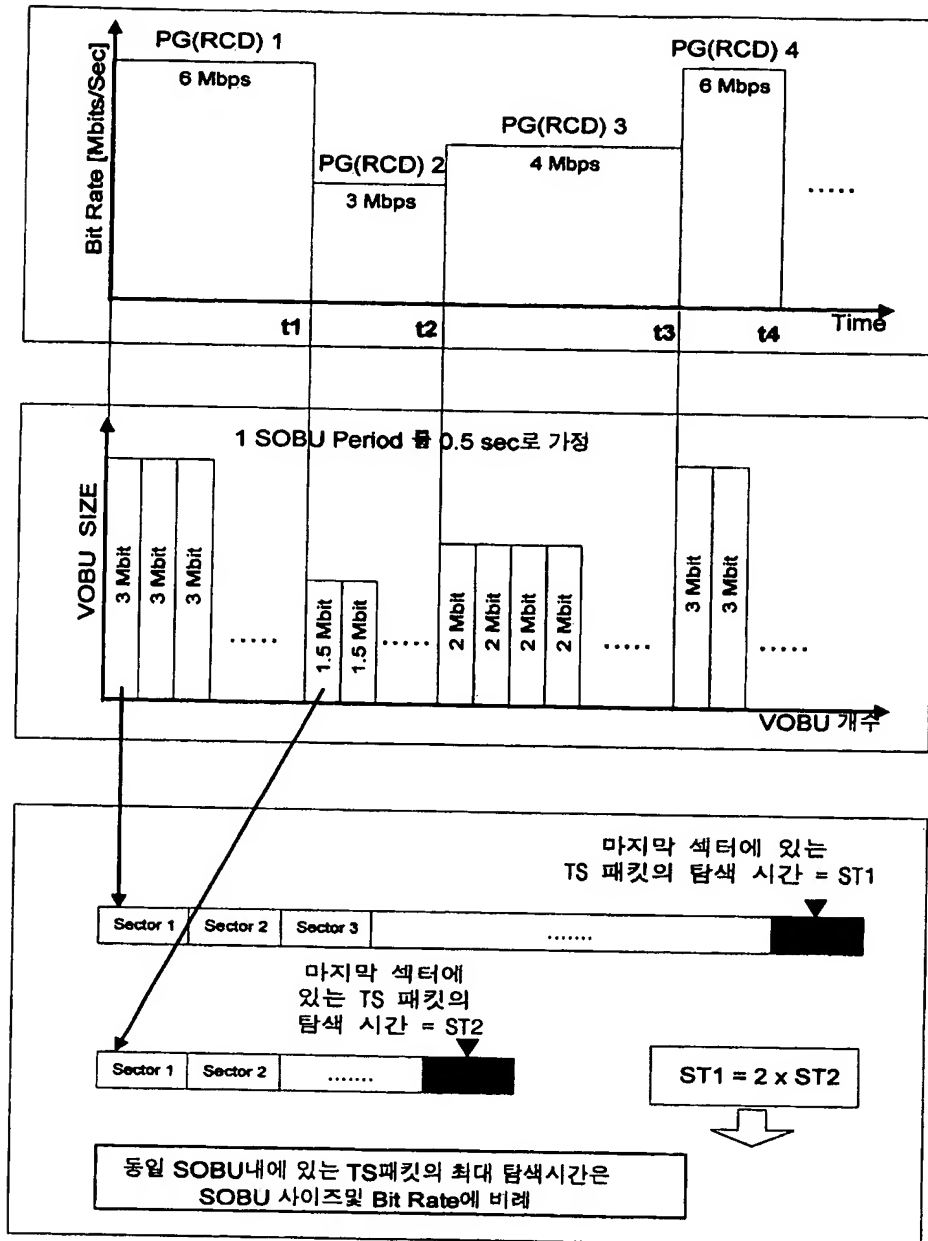 Bit Rate [Mbits/Sec]
PG(RCD) 1
6 Mbps
PG(RCD) 2
3 Mbps
PG(RCD) 3
4 Mbps
PG(RCD) 4
6 Mbps
.....
t1
t2
t3
t4
Time
1 SOBU Period 를 0.5 sec로 가정
VOBU SIZE
3 Mbit
3 Mbit
3 Mbit
.....
1.5 Mbit
1.5 Mbit
.....
2 Mbit
2 Mbit
2 Mbit
2 Mbit
.....
3 Mbit
3 Mbit
.....
VOBU 개수
마지막 섹터에 있는
TS 패킷의 탐색 시간 = ST1
Sector 1
Sector 2
Sector 3
.......
마지막 섹터에
있는 TS 패킷의
탐색 시간 = ST2
Sector 1
Sector 2
.......
ST1 = 2 x ST2
동일 SOBU내에 있는 TS패킷의 최대 탐색시간은
SOBU 사이즈및 Bit Rate에 비례